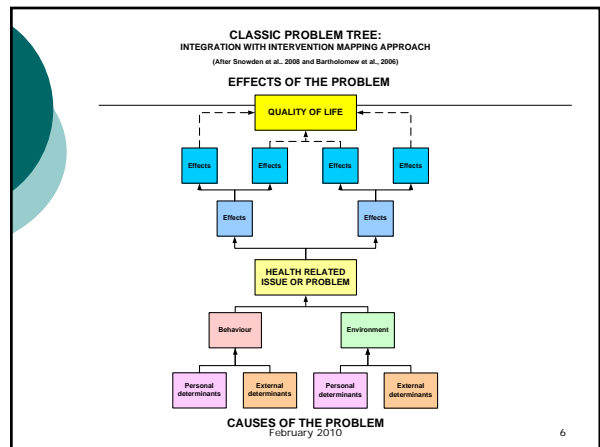 CLASSIC PROBLEM TREE:
INTEGRATION WITH INTERVENTION MAPPING APPROACH
(After Snowden et al.. 2008 and Bartholomew et al., 2006)
EFFECTS OF THE PROBLEM
QUALITY OF LIFE
Effects
Effects
Effects
Effects
Effects
Effects
HEALTH RELATED
ISSUE OR PROBLEM
Behaviour
Environment
Personal
determinants
External
determinants
Personal
determinants
External
determinants
CAUSES OF THE PROBLEM
February 2010
6